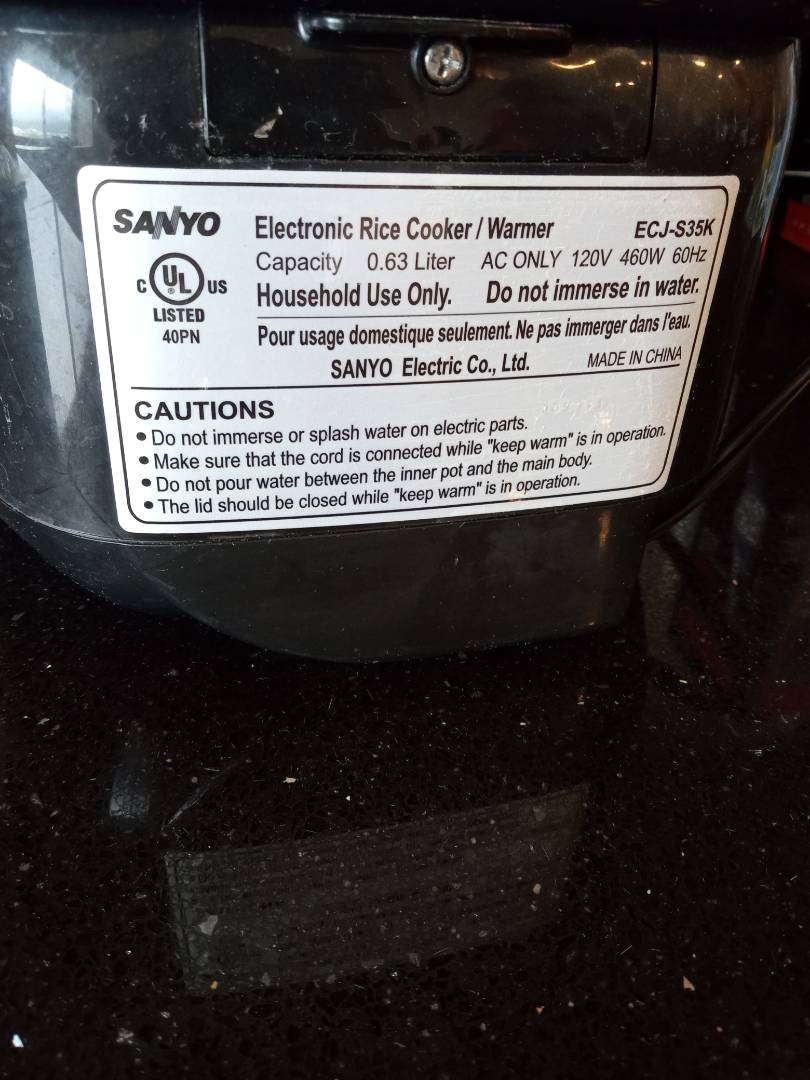 SANYO Electronic Rice Cooker / Warmer ECJ-S35K
Capacity 0.63 Liter AC ONLY 120V 460W 60Hz
C UL ® US
LISTED
40PN
Household Use Only. Do not immerse in water.
Pour usage domestique seulement. Ne pas immerger dans l'eau.
SANYO Electric Co., Ltd. MADE IN CHINA
CAUTIONS
• Do not immerse or splash water on electric parts.
• Make sure that the cord is connected while "keep warm" is in operation.
• Do not pour water between the inner pot and the main body.
• The lid should be closed while "keep warm" is in operation.